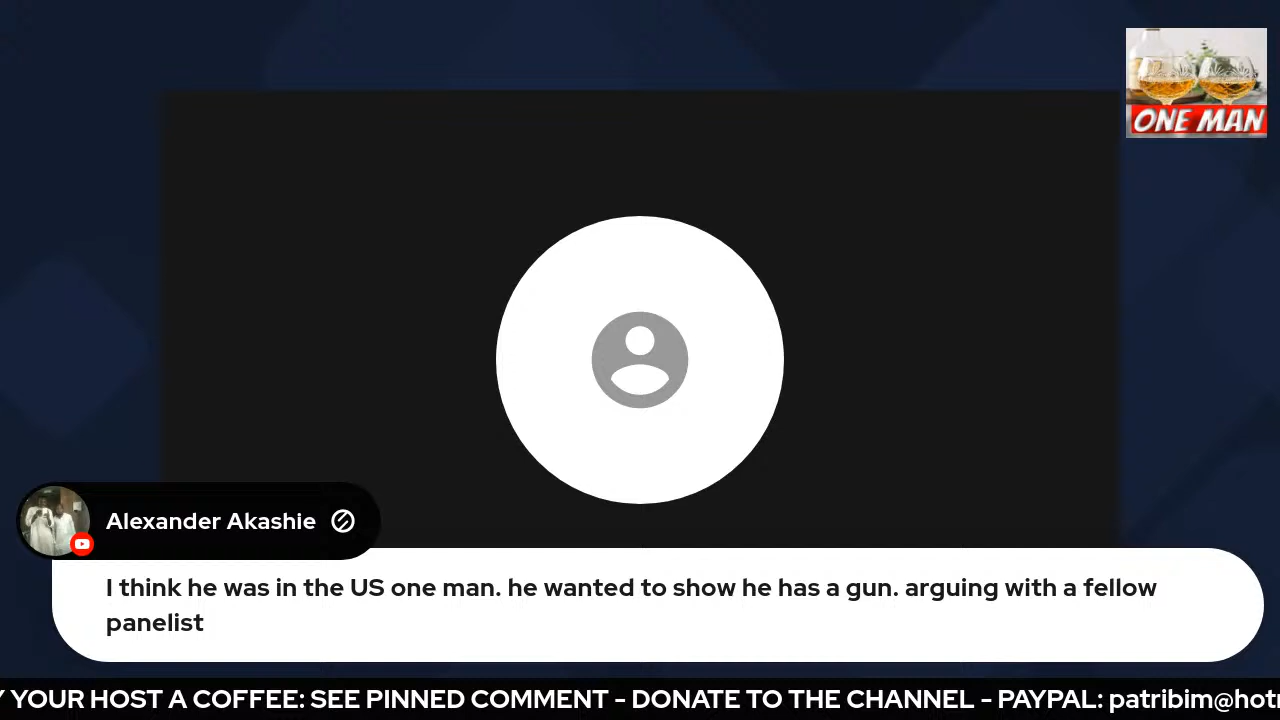 ONE MAN
Alexander Akashie
I think he was in the US one man. he wanted to show he has a gun. arguing with a fellow
panelist
YOUR HOST A COFFEE: SEE PINNED COMMENT - DONATE TO THE CHANNEL - PAYPAL: patribim@hot